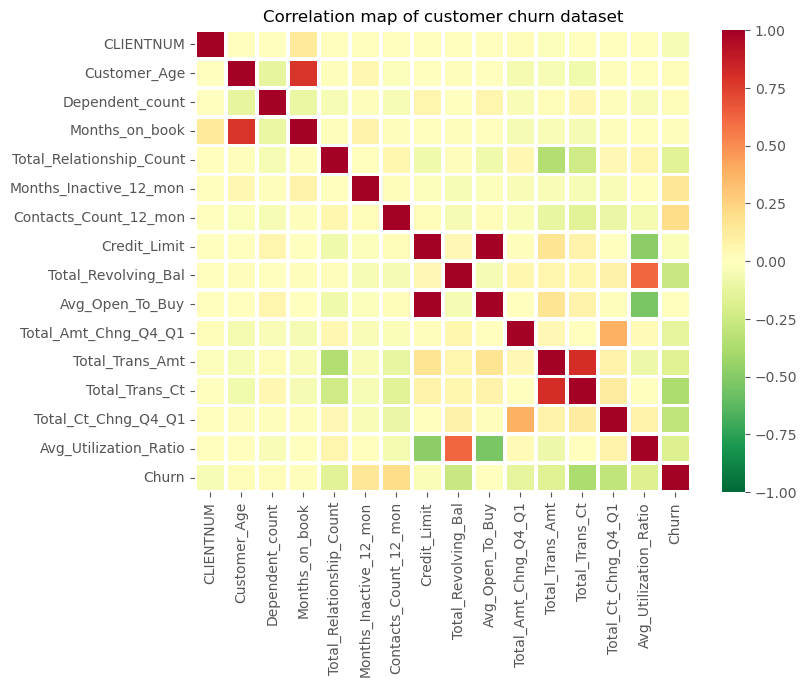 Correlation map of customer churn dataset
CLIENTNUM
Customer_Age
Dependent_count
Months_on_book
Total_Relationship_Count
Months_Inactive_12_mon
Contacts_Count_12_mon
Credit_Limit
Total_Revolving_Bal
Avg_Open_To_Buy
Total_Amt_Chng_Q4_Q1
Total_Trans_Amt
Total_Trans_Ct
Total_Ct_Chng_Q4_Q1
Avg_Utilization_Ratio
Churn
CLIENTNUM
Customer_Age
Dependent_count
Months_on_book
Total_Relationship_Count
Months_Inactive_12_mon
Contacts_Count_12_mon
Credit_Limit
Total_Revolving_Bal
Avg_Open_To_Buy
Total_Amt_Chng_Q4_Q1
Total_Trans_Amt
Total_Trans_Ct
Total_Ct_Chng_Q4_Q1
Avg_Utilization_Ratio
Churn
1.00
0.75
0.50
0.25
0.00
−0.25
−0.50
−0.75
−1.00